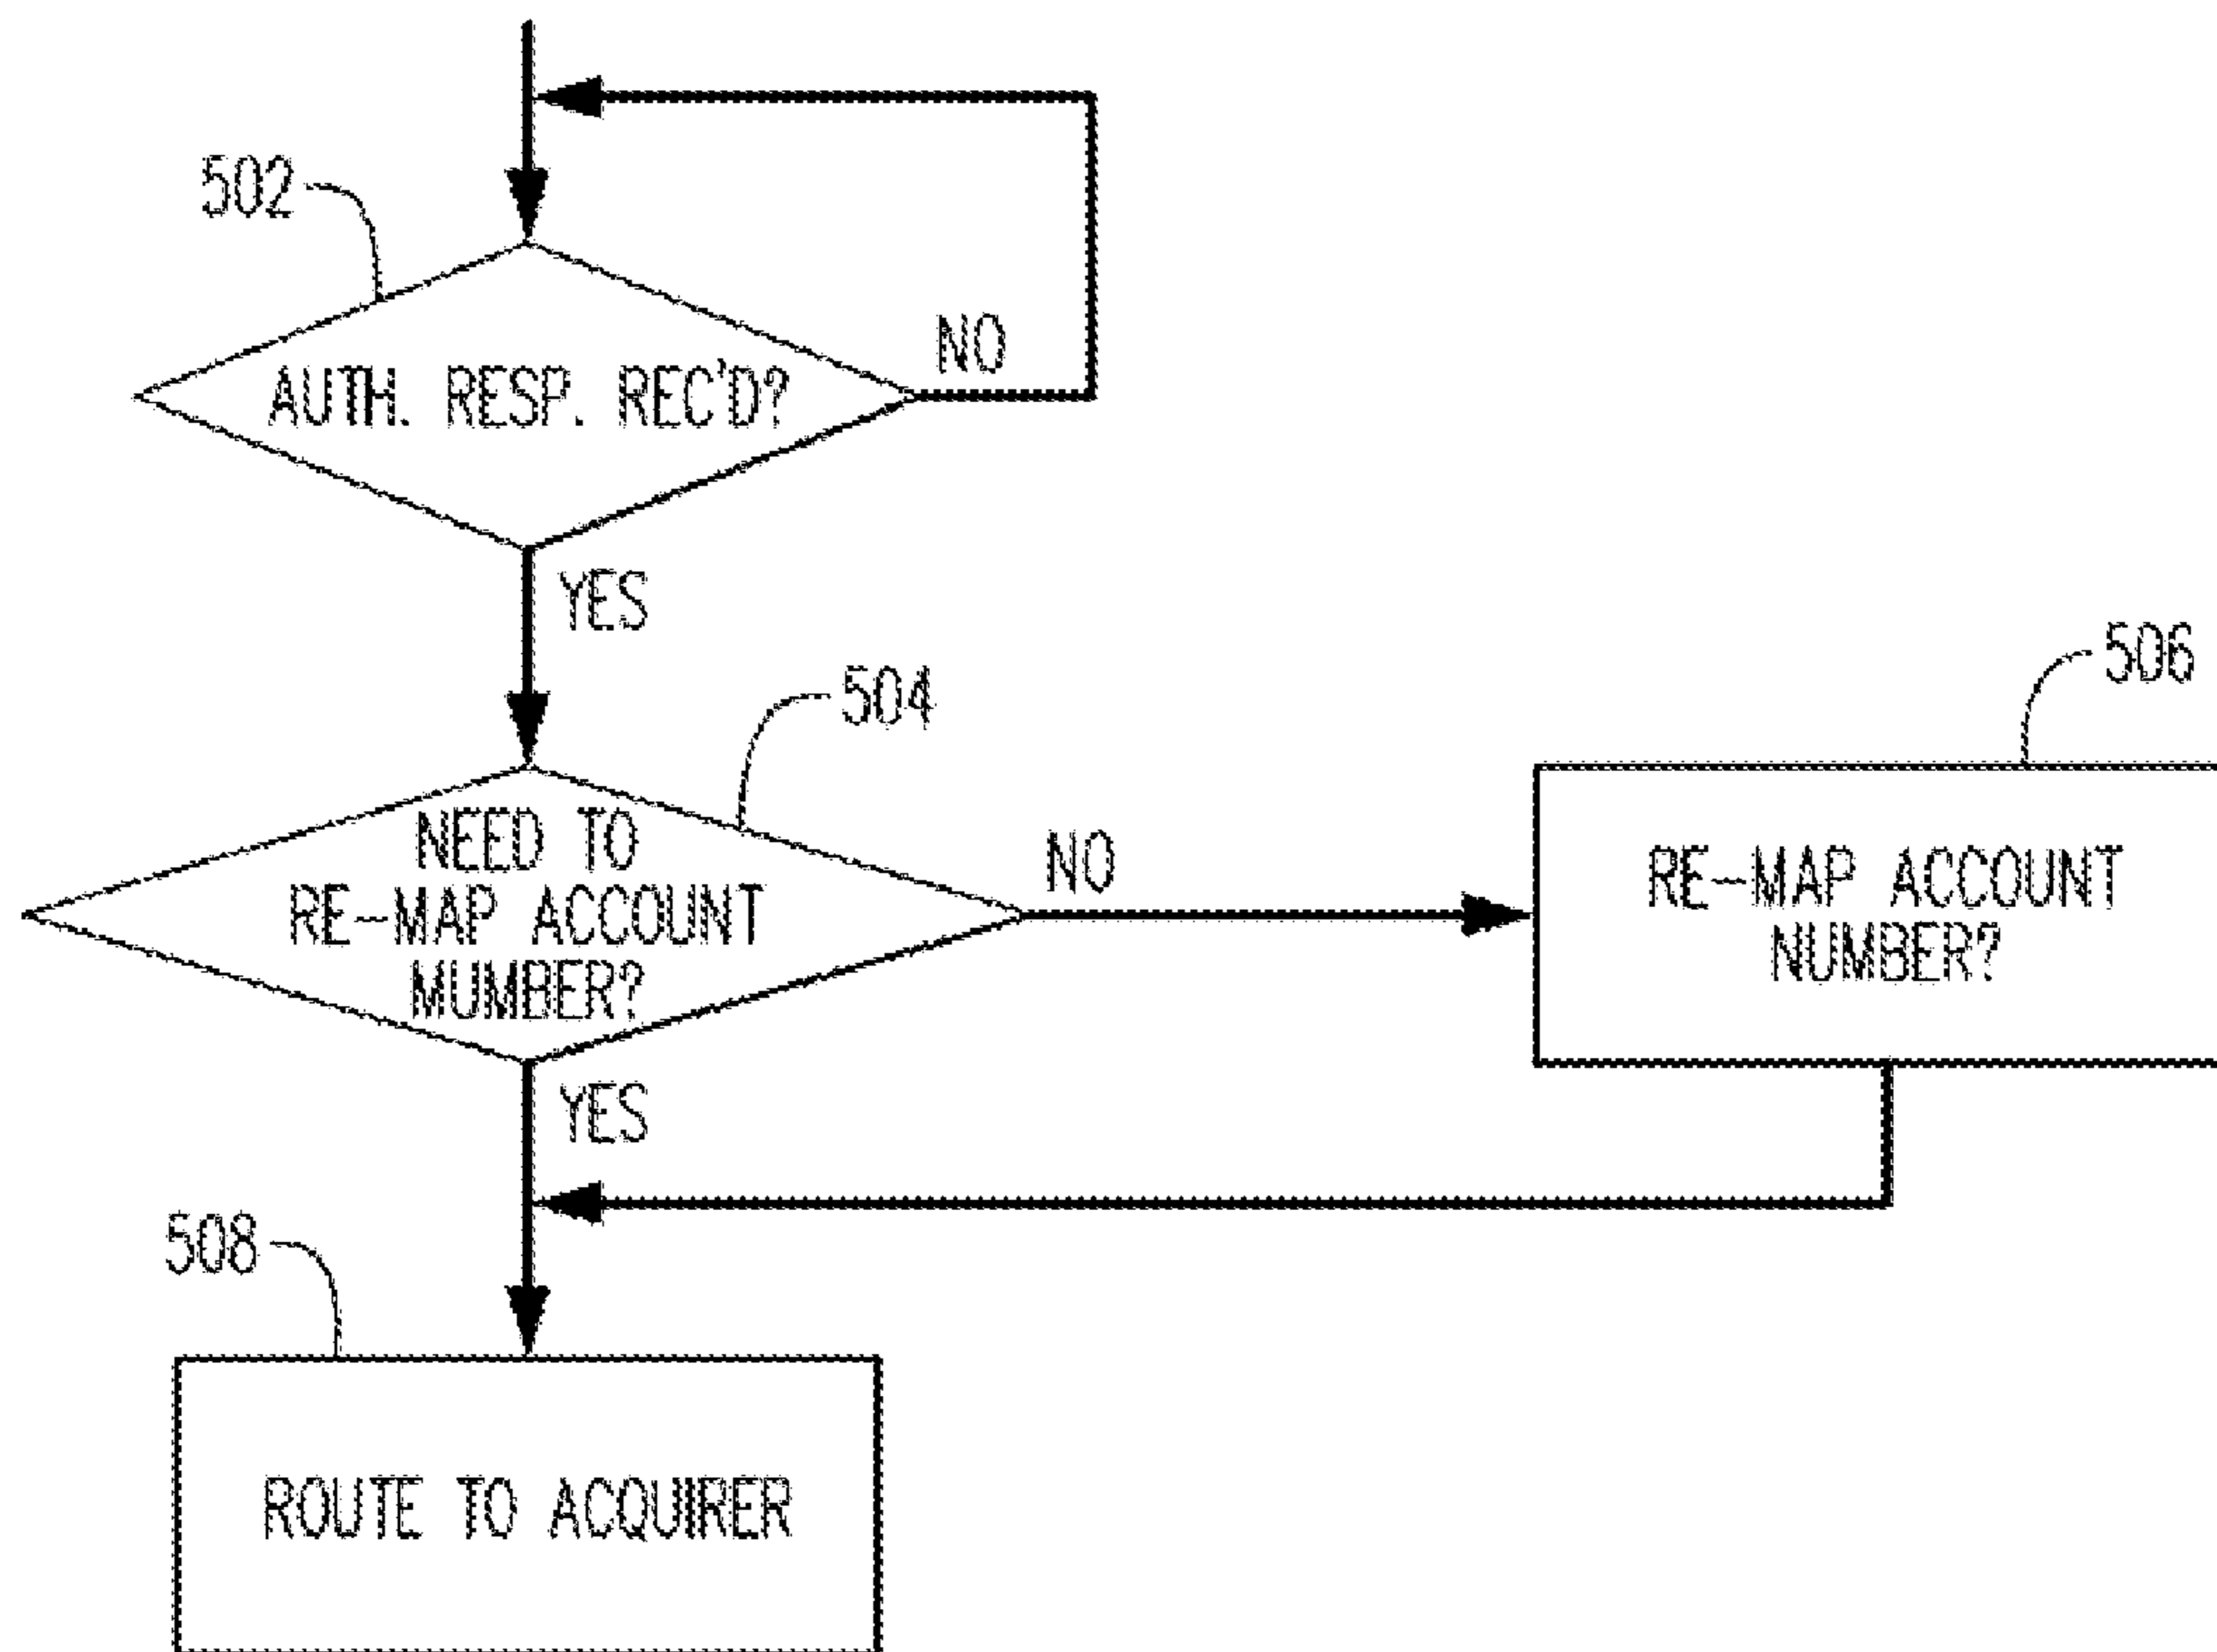 502
AUTH. RESP. REC'D?
NO
YES
504
506
NEED TO
RE-MAP ACCOUNT
MUMBER?
NO
RE-MAP ACCOUNT
NUMBER?
YES
508
ROUTE TO ACQUIRER